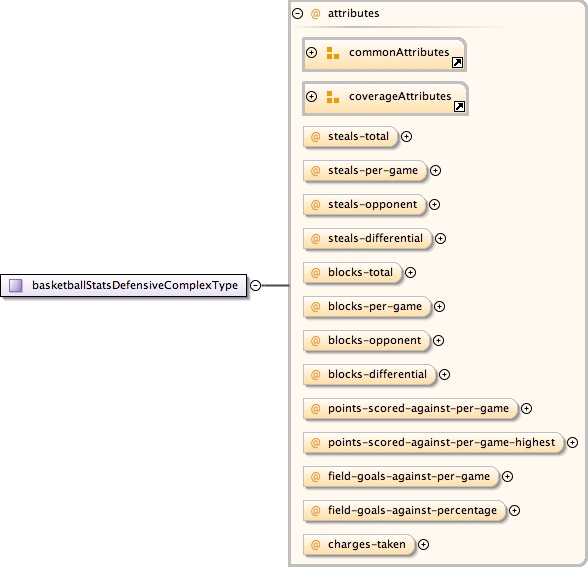 @ attributes
commonAttributes
coverageAttributes
@ steals-total
@ steals-per-game
@ steals-opponent
@ steals-differential
basketballStatsDefensiveComplexType
@ blocks-total
@ blocks-per-game
@ blocks-opponent
@ blocks-differential
@ points-scored-against-per-game
@ points-scored-against-per-game-highest
@ field-goals-against-per-game
@ field-goals-against-percentage
@ charges-taken